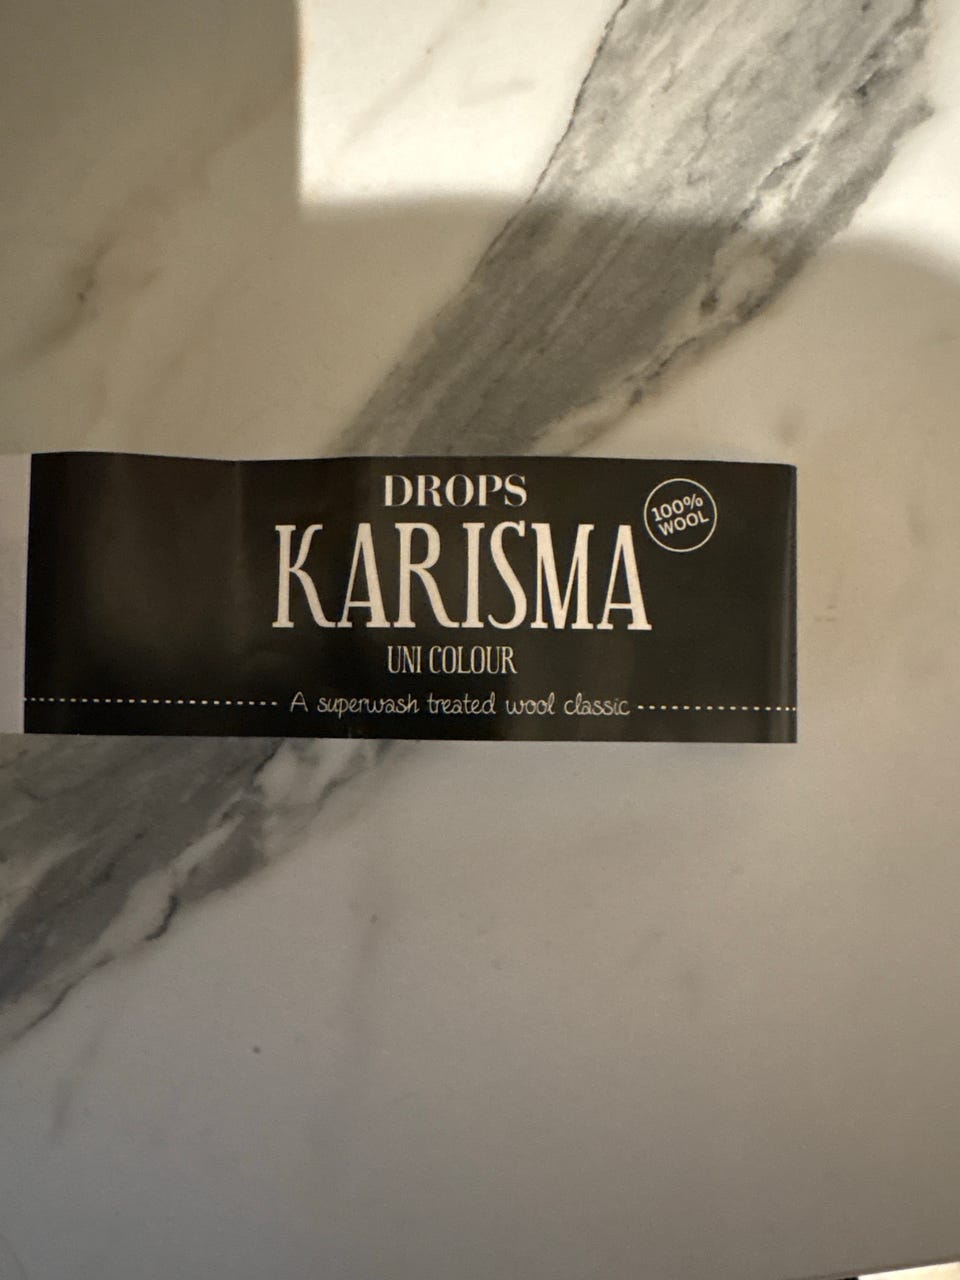 DROPS
KARISMA
100%
WOOL
UNI COLOUR
A superwash treated wool classic